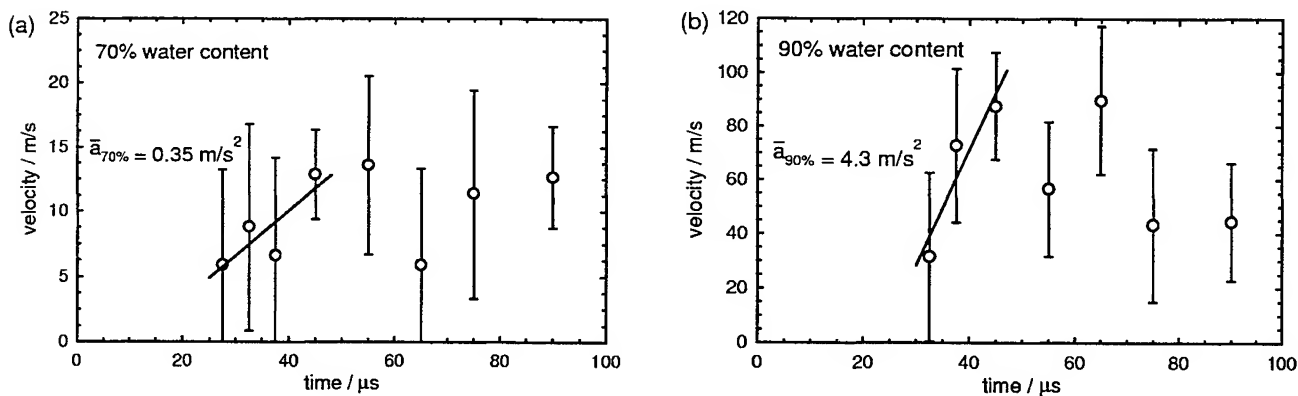 (a)
70% water content
ā70% = 0.35 m/s²
velocity / m/s
25
20
15
10
5
0
0 20 40 60 80 100
time / μs
(b)
90% water content
ā90% = 4.3 m/s²
velocity / m/s
120
100
80
60
40
20
0
0 20 40 60 80 100
time / μs